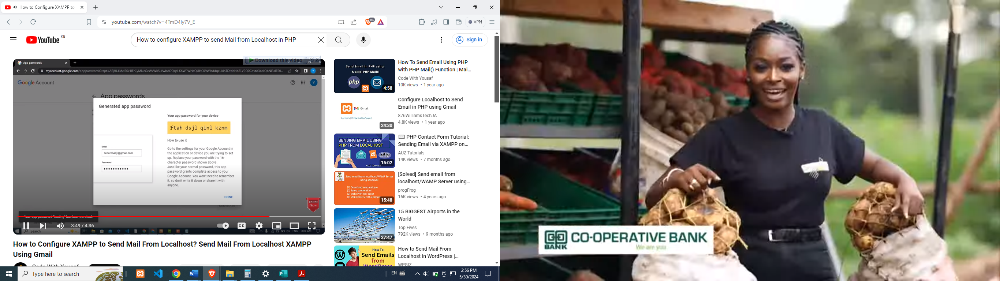 How to Configure XAMPP to
youtube.com/watch?v=4TmD4Iy7V_E
99+
VPN
YouTube KE
How to configure XAMPP to send Mail from Localhost in PHP
Sign in
App passwords
Download this video
Google Account
App passwords
Generated app password
Your app password for your device
ftah dsjl qinl kznm
How to use it
Go to the settings for your Google Account in
the application or device you are trying to set
up. Replace your password with the 16-
character password shown above.
Just like your normal password, this app
password grants complete access to your
Google Account. You won't need to remember
it, so don't write it down or share it with
anyone.
Email
securesally@gmail.com
Password
DONE
GENERATE
Subscribe
Now
Your app password "testing" has been revoked.
3:49 / 4:36
CC
Search
ENG
8:04 AM
How to Configure XAMPP to Send Mail From Localhost? Send Mail From Localhost XAMPP
Using Gmail
Code With Yousaf
Send Email In PHP using
Mail()|PHP Mail()
php
4:58
How To Send Email Using PHP
with PHP Mail() Function | Mai...
Code With Yousaf
10K views • 1 year ago
Gmail
Send Email in PHP Using Gmail App Password
24:30
Configure Localhost to Send
Email in PHP using Gmail
876WilliamsTechJA
4.8K views • 1 year ago
SENDING EMAIL USING
PHP FROM LOCALHOST
php
AUZ Tutorials
15:02
PHP Contact Form Tutorial:
Sending Email via XAMPP on...
AUZ Tutorials
14K views • 7 months ago
Send email from localhost/WAMP Server
using sendmail
[1] Download sendmail.exe
[2] Setup sendmail.ini
[3] Make PHP mail script
[4] Mail delivery with example
15:48
[Solved] Send email from
localhost/WAMP Server using...
progFrog
16K views • 4 years ago
27:47
15 BIGGEST Airports in the
World
Top Fives
792K views • 9 months ago
How To
Send Emails
from
WordPress
How to Send Mail From
Localhost in WordPress |...
WPGIZ
Type here to search
EN
2:56 PM
5/30/2024
CO-OPERATIVE BANK
BANK
We are you